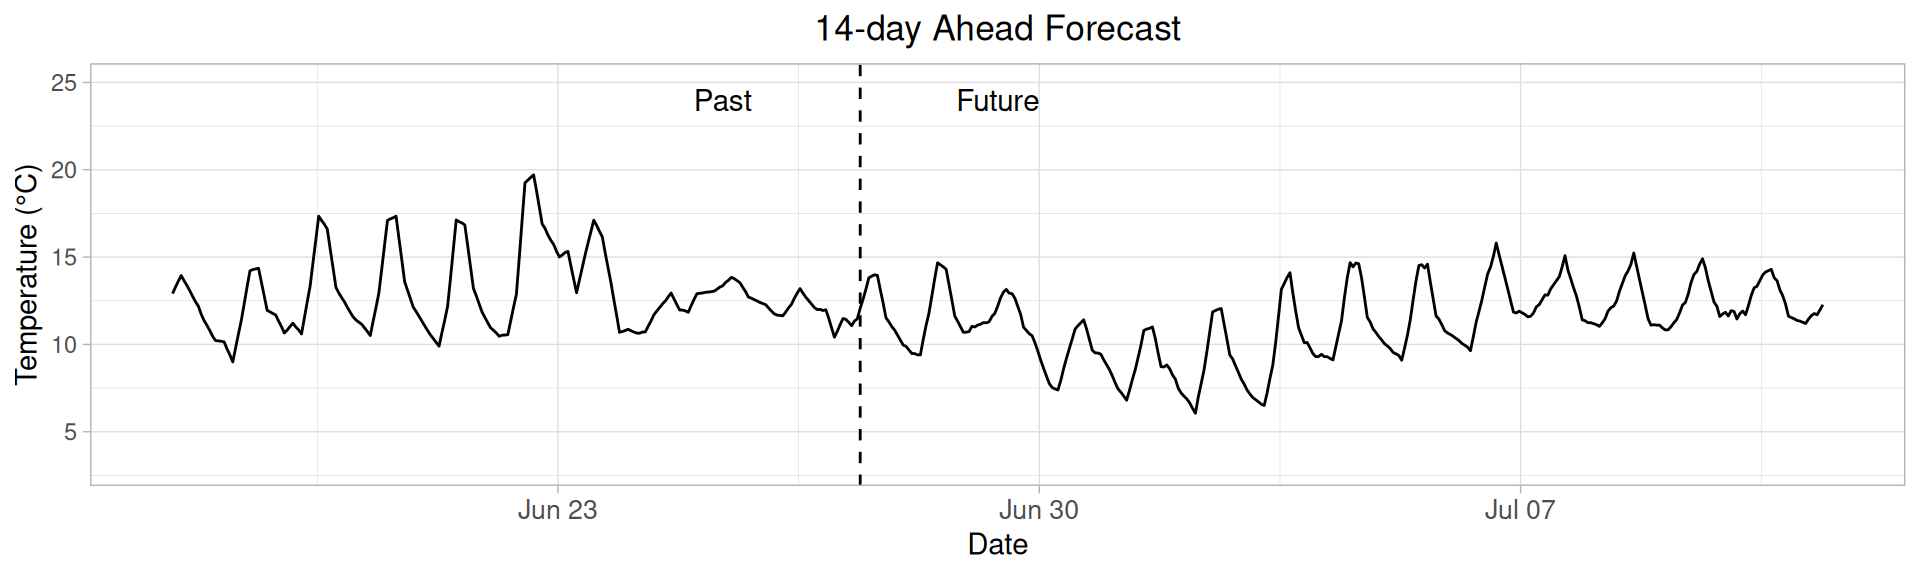 14-day Ahead Forecast
Past
Future
Temperature (°C)
25
20
15
10
5
Jun 23
Jun 30
Jul 07
Date